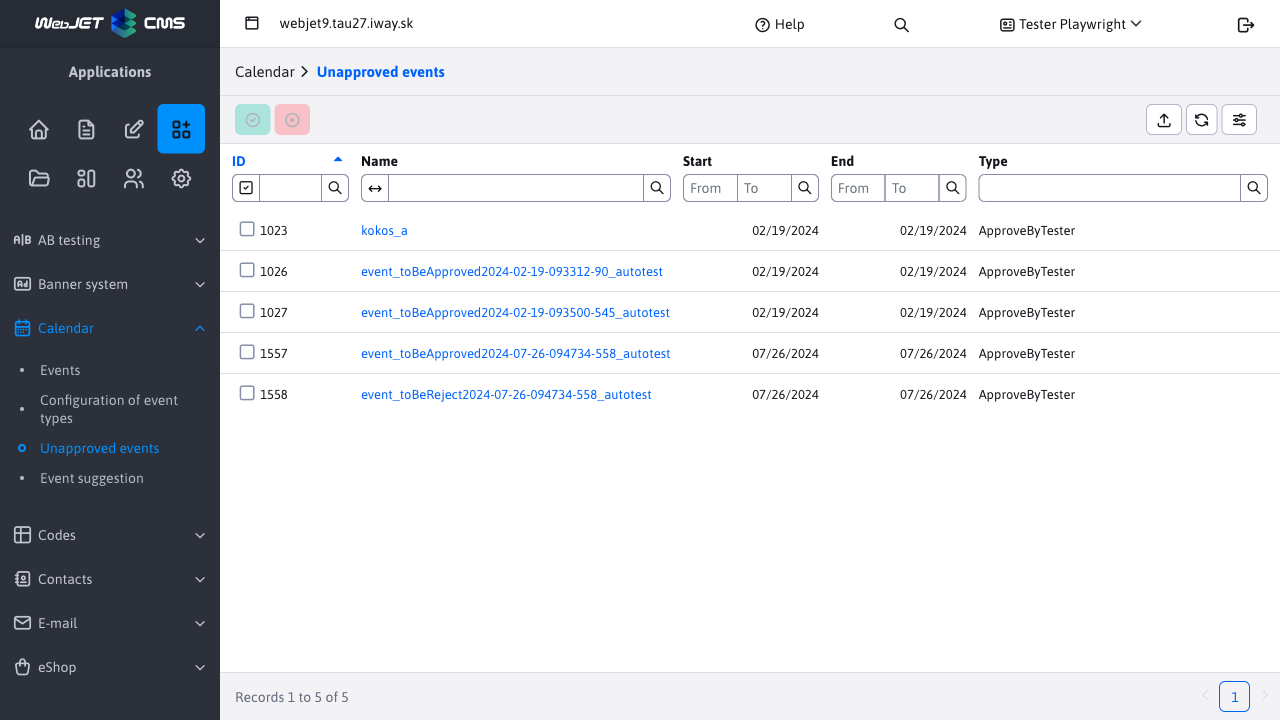 WebJET CMS
webjet9.tau27.iway.sk
Help
Tester Playwright
Applications
Calendar
Unapproved events
ID
Name
Start
End
Type
From
To
From
To
1023 kokos_a 02/19/2024 02/19/2024 ApproveByTester
1026 event_toBeApproved2024-02-19-093312-90_autotest 02/19/2024 02/19/2024 ApproveByTester
1027 event_toBeApproved2024-02-19-093500-545_autotest 02/19/2024 02/19/2024 ApproveByTester
1557 event_toBeApproved2024-07-26-094734-558_autotest 07/26/2024 07/26/2024 ApproveByTester
1558 event_toBeReject2024-07-26-094734-558_autotest 07/26/2024 07/26/2024 ApproveByTester
A|B AB testing
Ad Banner system
Calendar
Events
Configuration of event
types
Unapproved events
Event suggestion
Codes
Contacts
E-mail
eShop
Records 1 to 5 of 5
1